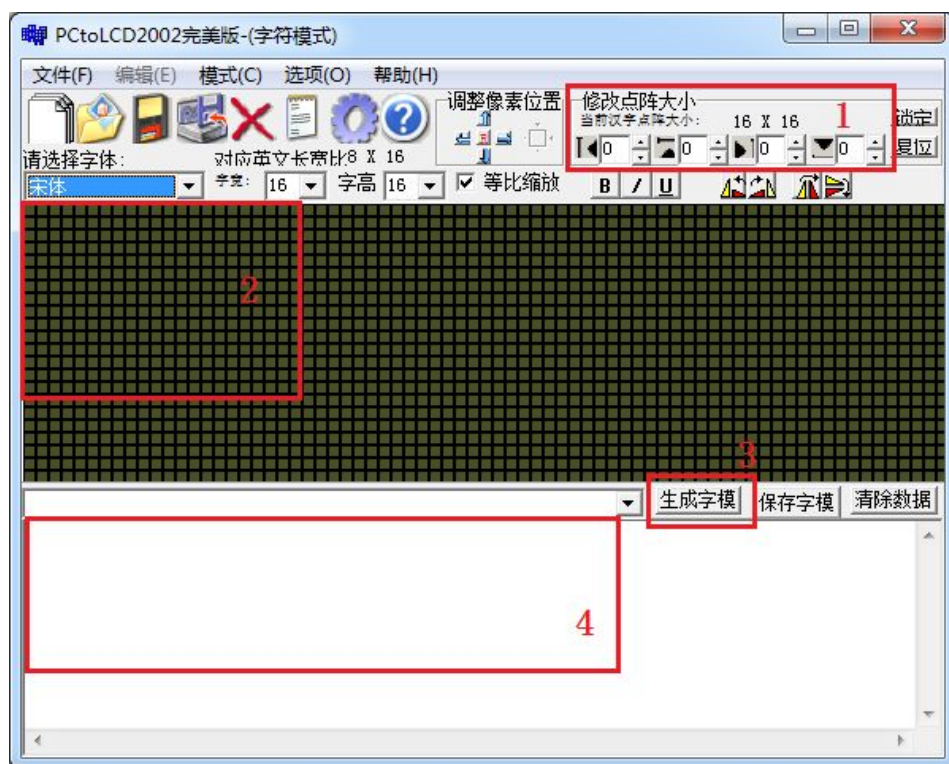 PCtoLCD2002完美版-(字符模式)
文件(F) 编辑(E) 模式(C) 选项(O) 帮助(H)
调整像素位置
修改点阵大小
当前汉字点阵大小: 16 X 16 1
锁定
0 0 0 0 复位
请选择字体: 对应英文长宽比8 X 16
宋体 字宽: 16 字高 16 等比缩放 B / U
2
3
生成字模 保存字模 清除数据
4